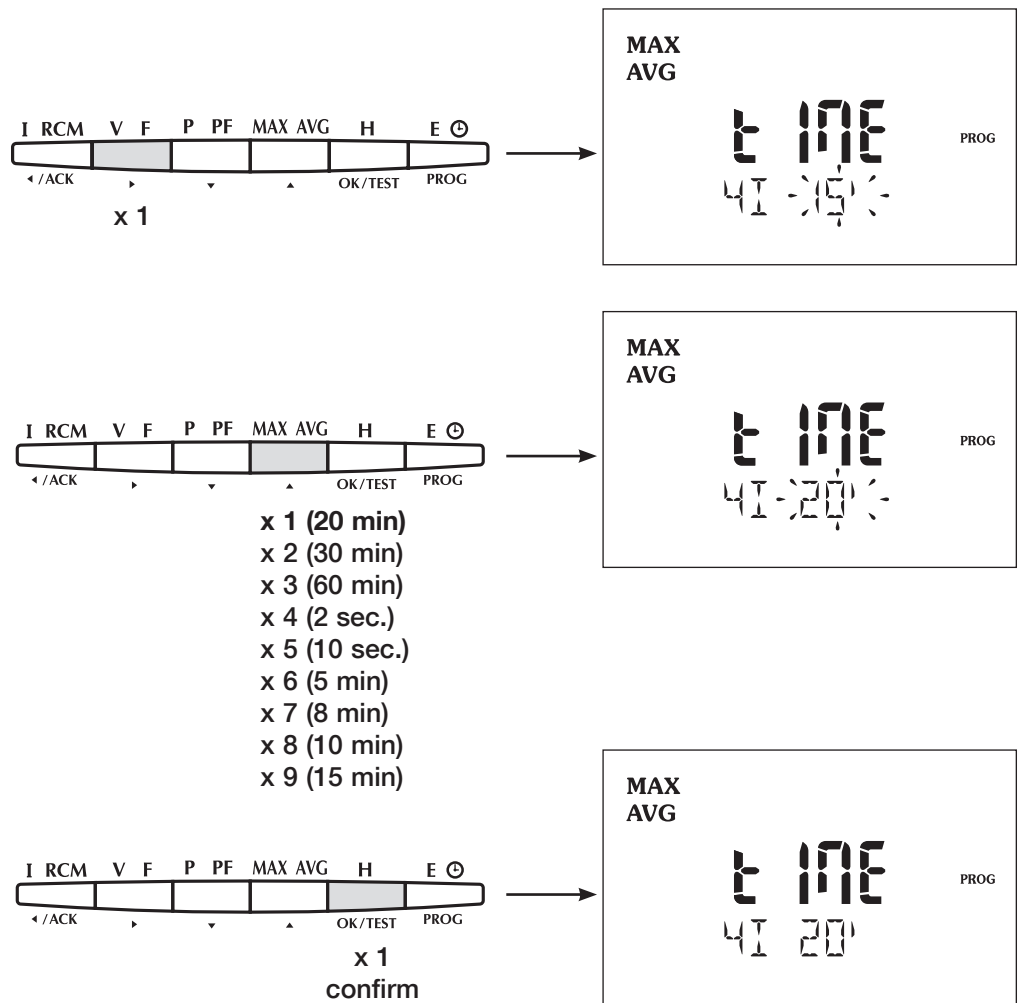 MAX
AVG
t IME
PROG
4I 15'
I RCM V F P PF MAX AVG H E
/ACK OK/TEST PROG
x 1
MAX
AVG
t IME
PROG
4I 20'
I RCM V F P PF MAX AVG H E
/ACK OK/TEST PROG
x 1 (20 min)
x 2 (30 min)
x 3 (60 min)
x 4 (2 sec.)
x 5 (10 sec.)
x 6 (5 min)
x 7 (8 min)
x 8 (10 min)
x 9 (15 min)
MAX
AVG
t IME
PROG
4I 20'
I RCM V F P PF MAX AVG H E
/ACK OK/TEST PROG
x 1
confirm